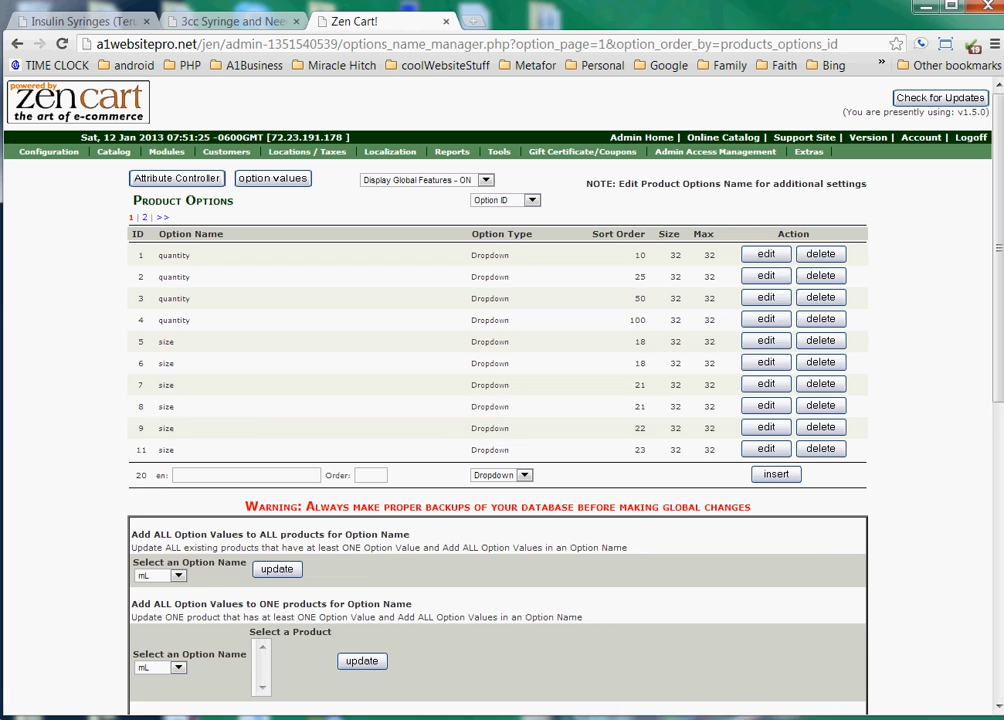 Insulin Syringes (Teru
3cc Syringe and Nee
Zen Cart!
a1websitepro.net/jen/admin-1351540539/options_name_manager.php?option_page=1&option_order_by=products_options_id
19
TIME CLOCK android PHP A1Business Miracle Hitch coolWebsiteStuff Metafor Personal Google Family Faith Bing » Other bookmarks
powered by
zen cart
the art of e-commerce
Check for Updates
(You are presently using: v1.5.0)
Sat, 12 Jan 2013 07:51:25 -0600GMT [72.23.191.178 ]
Admin Home | Online Catalog | Support Site | Version | Account | Logoff
Configuration Catalog Modules Customers Locations / Taxes Localization Reports Tools Gift Certificate/Coupons Admin Access Management Extras
Attribute Controller option values Display Global Features - ON NOTE: Edit Product Options Name for additional settings
Product Options Option ID
1 | 2 | >>
ID Option Name Option Type Sort Order Size Max Action
1 quantity Dropdown 10 32 32 edit delete
2 quantity Dropdown 25 32 32 edit delete
3 quantity Dropdown 50 32 32 edit delete
4 quantity Dropdown 100 32 32 edit delete
5 size Dropdown 18 32 32 edit delete
6 size Dropdown 18 32 32 edit delete
7 size Dropdown 21 32 32 edit delete
8 size Dropdown 21 32 32 edit delete
9 size Dropdown 22 32 32 edit delete
11 size Dropdown 23 32 32 edit delete
20 en: Order: Dropdown insert
Warning: Always make proper backups of your database before making global changes
Add ALL Option Values to ALL products for Option Name
Update ALL existing products that have at least ONE Option Value and Add ALL Option Values in an Option Name
Select an Option Name
mL
update
Add ALL Option Values to ONE products for Option Name
Update ONE product that has at least ONE Option Value and Add ALL Option Values in an Option Name
Select a Product
Select an Option Name
mL
update